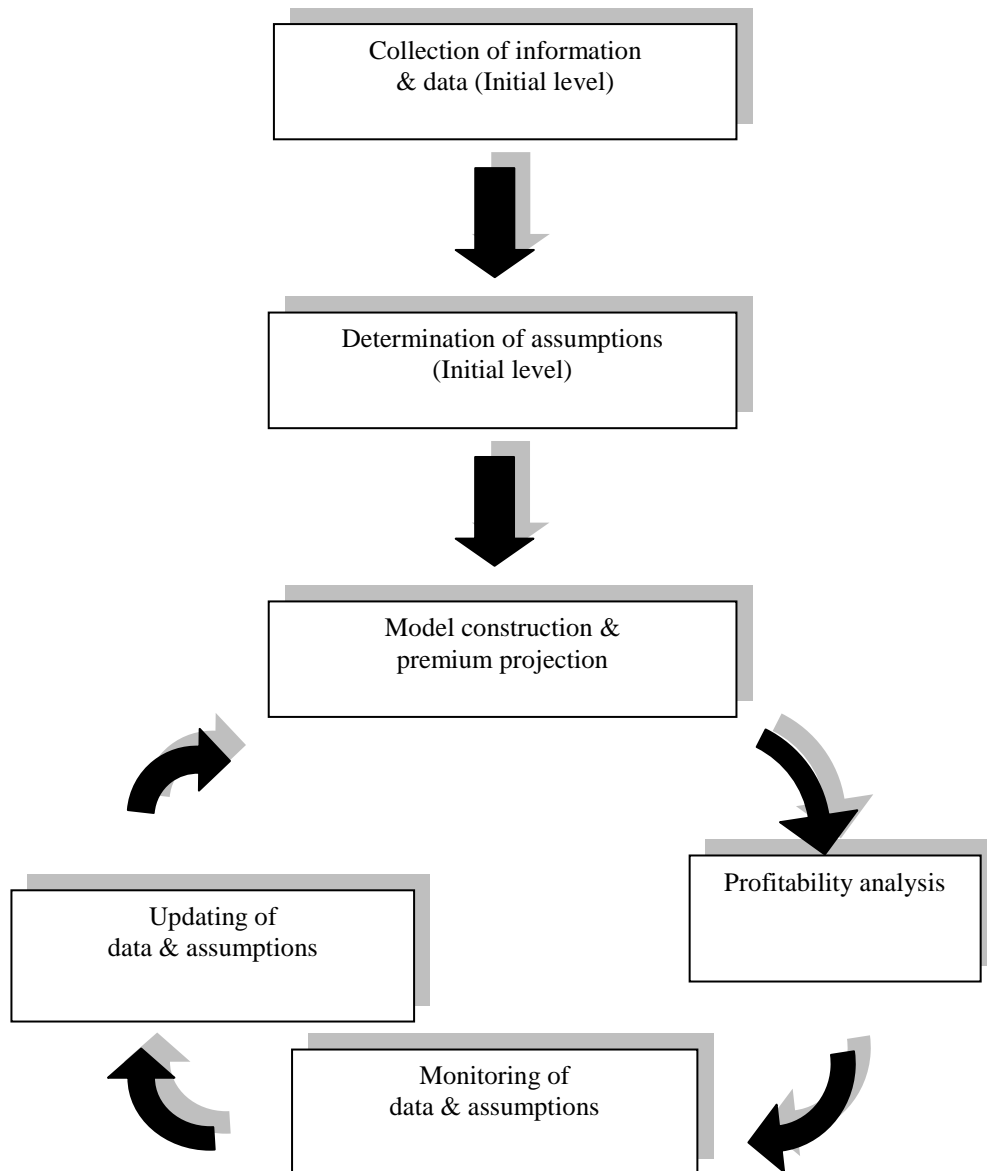 Collection of information
& data (Initial level)
Determination of assumptions
(Initial level)
Model construction &
premium projection
Profitability analysis
Updating of
data & assumptions
Monitoring of
data & assumptions